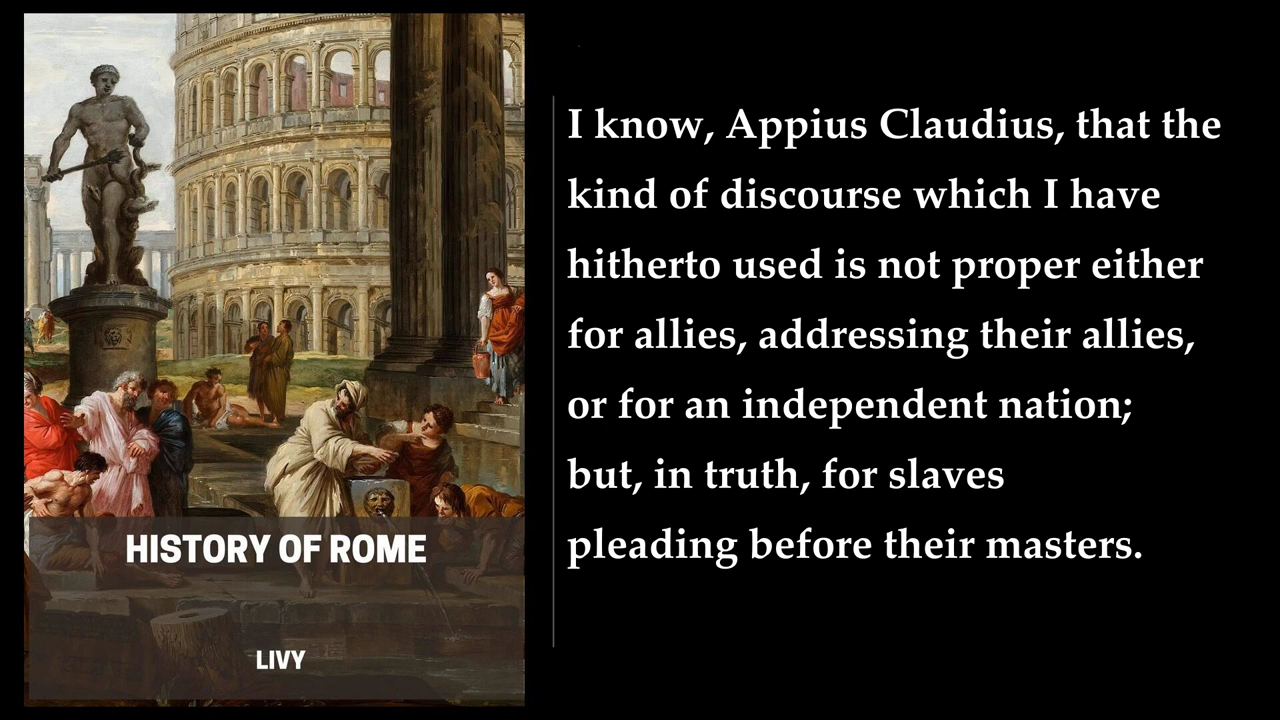 HISTORY OF ROME
LIVY
I know, Appius Claudius, that the
kind of discourse which I have
hitherto used is not proper either
for allies, addressing their allies,
or for an independent nation;
but, in truth, for slaves
pleading before their masters.